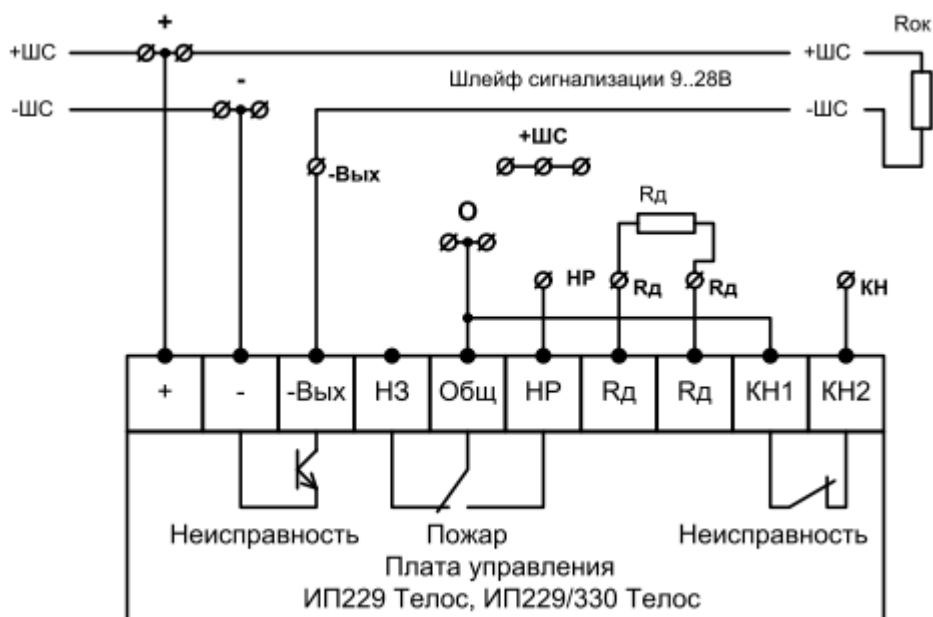 +
Rок
+ШС
+ШС
-
Шлейф сигнализации 9..28В
-ШС
-ШС
+ШС
-Вых
Rд
О
НР
Rд
Rд
КН
+
-
-Вых
НЗ
Общ
НР
Rд
Rд
КН1
КН2
Неисправность
Пожар
Неисправность
Плата управления
ИП229 Телос, ИП229/330 Телос